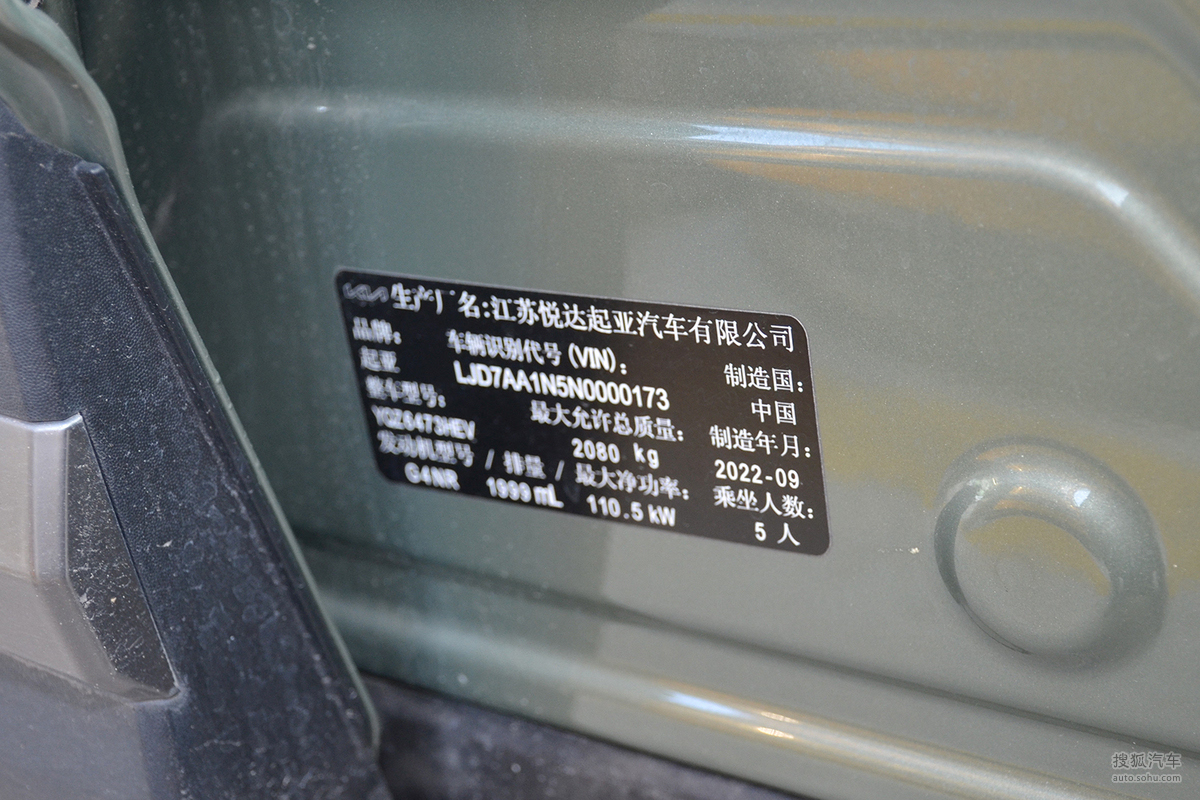 KIA 生产厂名:江苏悦达起亚汽车有限公司
品牌: 车辆识别代号(VIN): 制造国:
起亚 LJD7AA1N5N0000173 中国
整车型号: 最大允许总质量: 制造年月:
YQZ6473HEV 2080 kg 2022-09
发动机型号 / 排量 / 最大净功率: 乘坐人数:
G4NR 1999 mL 110.5 kW 5 人
搜狐汽车
auto.sohu.com